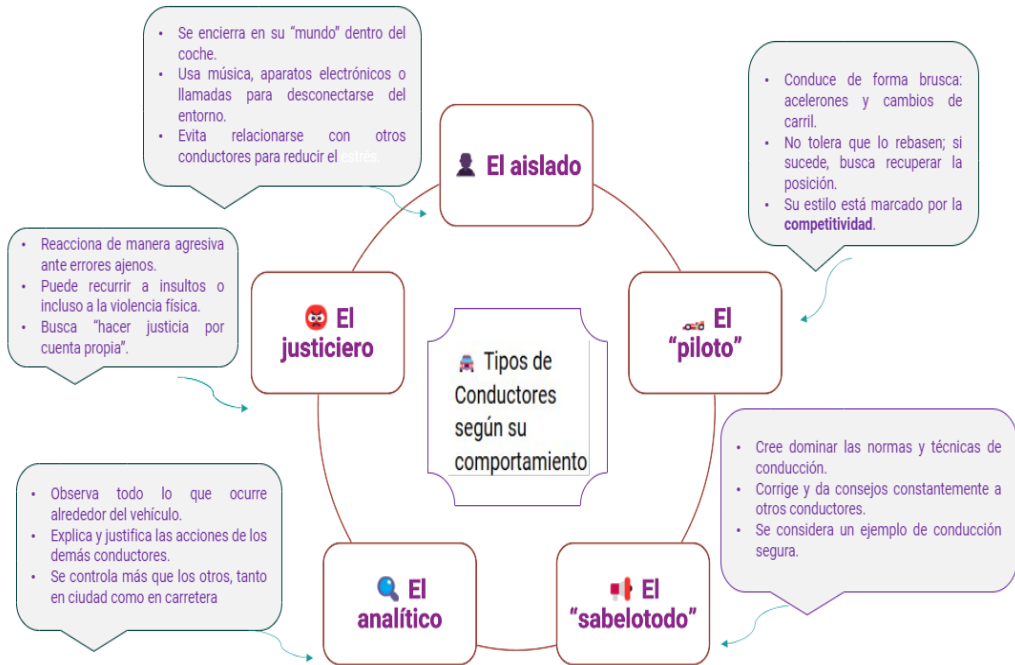 • Se encierra en su “mundo” dentro del
coche.
• Usa música, aparatos electrónicos o
llamadas para desconectarse del
entorno.
• Evita relacionarse con otros
conductores para reducir el estrés.
El aislado
• Conduce de forma brusca:
acelerones y cambios de
carril.
• No tolera que lo rebasen; si
sucede, busca recuperar la
posición.
• Su estilo está marcado por la
competitividad.
• Reacciona de manera agresiva
ante errores ajenos.
• Puede recurrir a insultos o
incluso a la violencia física.
• Busca “hacer justicia por
cuenta propia”.
El
justiciero
El
“piloto”
Tipos de
Conductores
según su
comportamiento
• Cree dominar las normas y técnicas de
conducción.
• Corrige y da consejos constantemente a
otros conductores.
• Se considera un ejemplo de conducción
segura.
• Observa todo lo que ocurre
alrededor del vehículo.
• Explica y justifica las acciones de los
demás conductores.
• Se controla más que los otros, tanto
en ciudad como en carretera
El
analítico
El
“sabelotodo”